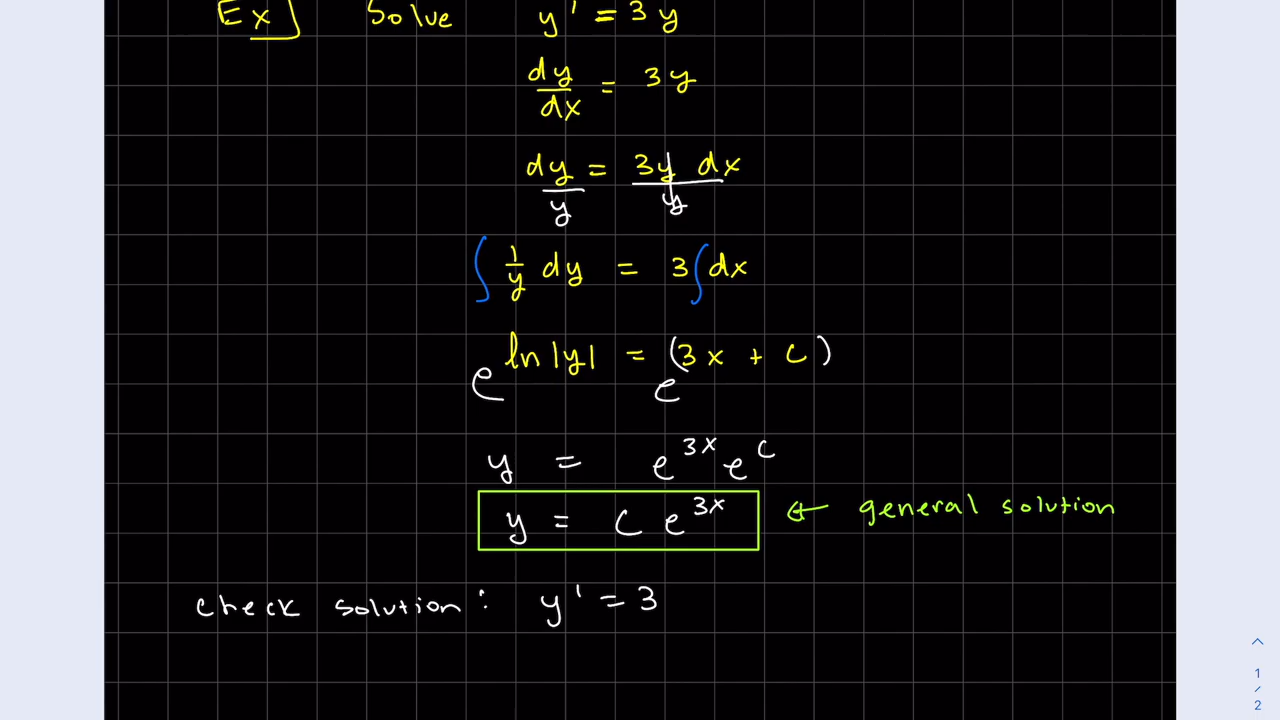 Ex] Solve y' = 3y
dy/dx = 3y
dy/y = 3y dx/y
∫ 1/y dy = 3∫dx
e^ln|y| = e^(3x + c)
y = e^3x e^c
y = C e^3x ← general solution
check solution: y' = 3
1
/
2